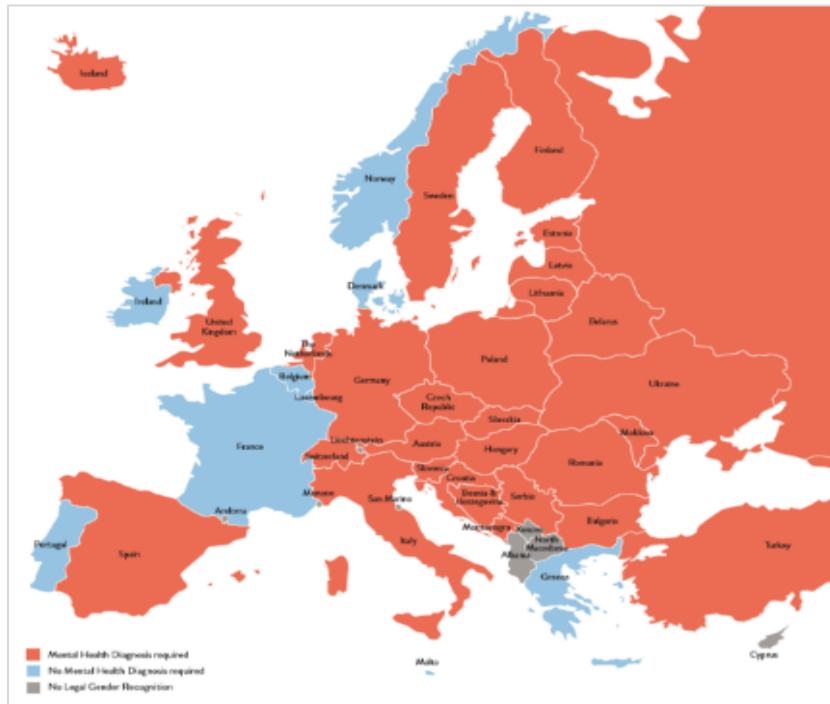 Iceland
Norway
Finland
Sweden
Estonia
Latvia
Denmark
Lithuania
Ireland
United
Kingdom
Belarus
The
Netherlands
Poland
Belgium
Germany
Ukraine
Luxembourg
Czech
Republic
Slovakia
Moldova
France
Liechtenstein
Austria
Hungary
Switzerland
Romania
Slovenia
Croatia
Monaco
San Marino
Bosnia &
Herzegovina
Serbia
Andorra
Bulgaria
Montenegro
Kosovo
Portugal
Spain
Italy
North
Macedonia
Albania
Turkey
Greece
Mental Health Diagnosis required
No Mental Health Diagnosis required
No Legal Gender Recognition
Malta
Cyprus